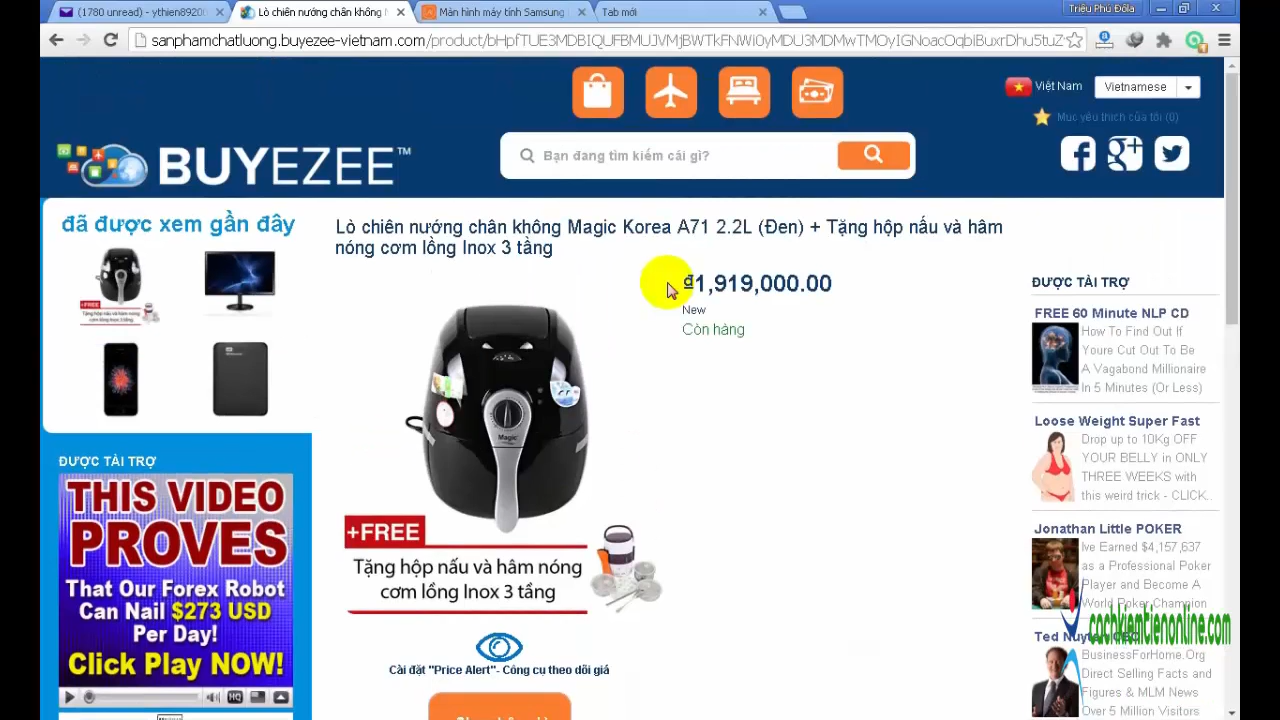 (1780 unread) - ythien8920
Lò chiên nướng chân không
Màn hình máy tính Samsung
Tab mới
Triệu Phú Đôla
sanphamchatluong.buyezee-vietnam.com/product/
Việt Nam
Vietnamese
Mục yêu thích của tôi (0)
BUYEZEE™
Bạn đang tìm kiếm cái gì?
đã được xem gần đây
Lò chiên nướng chân không Magic Korea A71 2.2L (Đen) + Tặng hộp nấu và hâm
nóng cơm lồng Inox 3 tầng
₫1,919,000.00
New
Còn hàng
Magic
+FREE
Tặng hộp nấu và hâm nóng
cơm lồng Inox 3 tầng
Cài đặt "Price Alert"- Công cụ theo dõi giá
ĐƯỢC TÀI TRỢ
THIS VIDEO
PROVES
That Our Forex Robot
Can Nail $273 USD
Per Day!
Click Play NOW!
HQ
ĐƯỢC TÀI TRỢ
FREE 60 Minute NLP CD
How To Find Out If
Youre Cut Out To Be
A Vagabond Millionaire
In 5 Minutes (Or Less)
Loose Weight Super Fast
Drop up to 10Kg OFF
YOUR BELLY in ONLY
THREE WEEKS with
this weird trick - CLICK..
Jonathan Little POKER
Ive Earned $4,157,637
as a Professional Poker
Player and Become A
World Poker Champion
cachkiemtienonline.com
BusinessForHome.Org
Direct Selling Facts and
Figures & MLM News
Over 5 Million Visitors